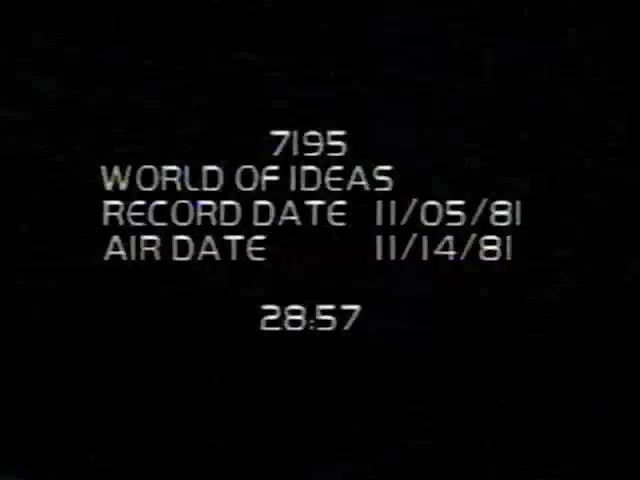 7195
WORLD OF IDEAS
RECORD DATE 11/05/81
AIR DATE 11/14/81
28:57